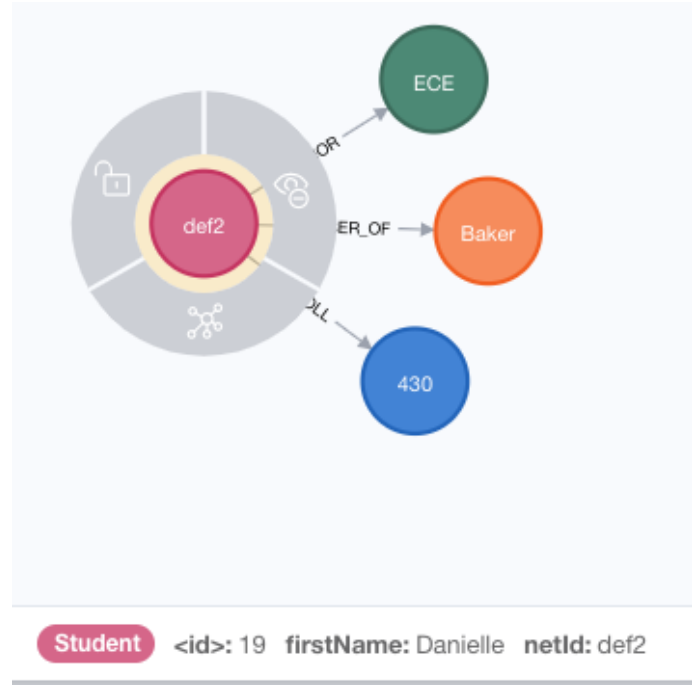 ECE
OR
def2
ER_OF
Baker
OLL
430
Student <id>: 19 firstName: Danielle netId: def2